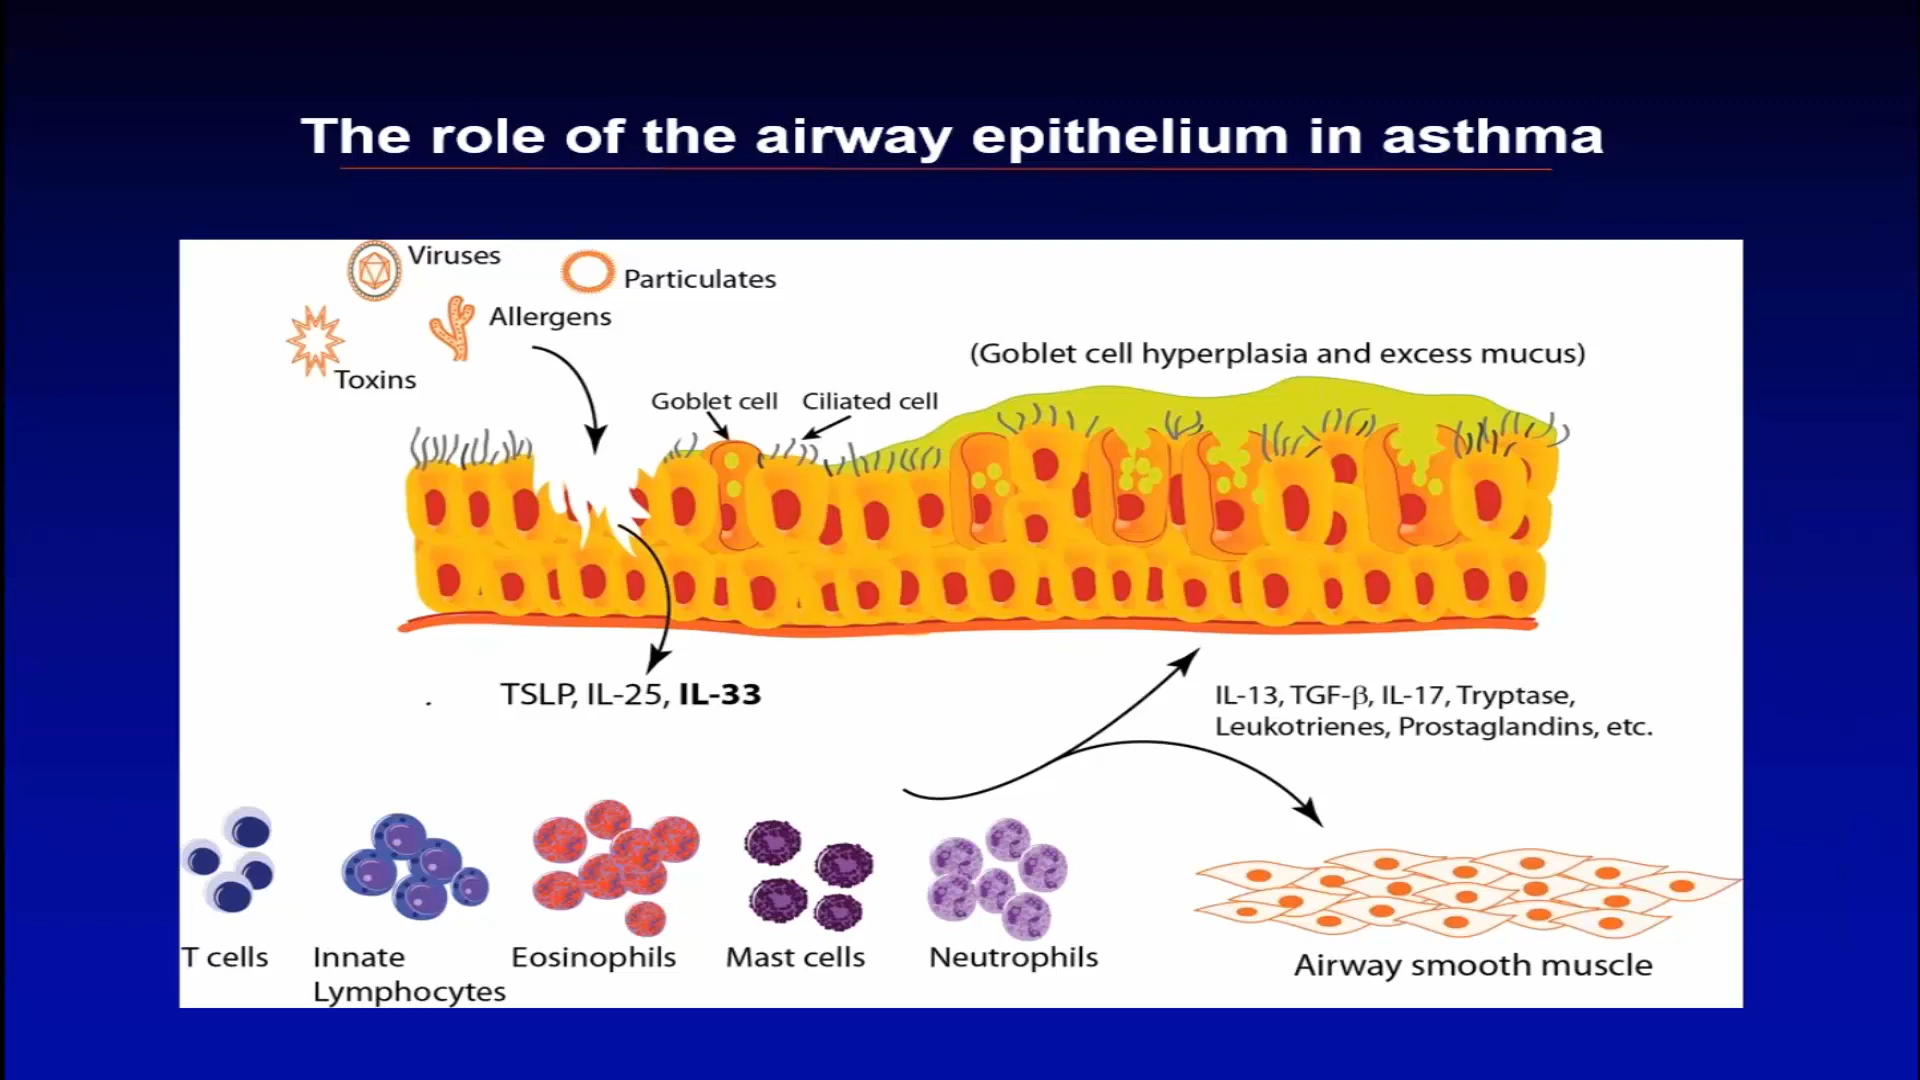 The role of the airway epithelium in asthma
Viruses
Particulates
Allergens
Toxins
(Goblet cell hyperplasia and excess mucus)
Goblet cell
Ciliated cell
. TSLP, IL-25, IL-33
IL-13, TGF-β, IL-17, Tryptase,
Leukotrienes, Prostaglandins, etc.
T cells
Innate
Lymphocytes
Eosinophils
Mast cells
Neutrophils
Airway smooth muscle